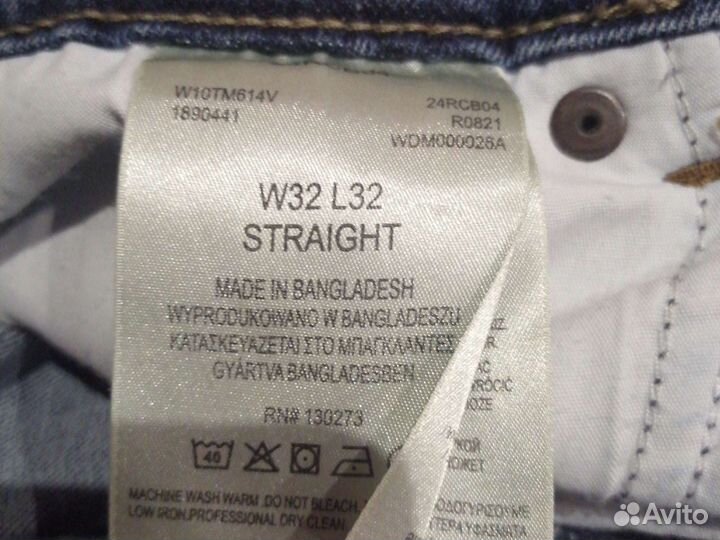 W10TM614V 24RCB04
1890441 R0821
WDM000026A
W32 L32
STRAIGHT
MADE IN BANGLADESH
WYPRODUKOWANO W BANGLADESZU
ΚΑΤΑΣΚΕΥΑΖΕΤΑΙ ΣΤΟ ΜΠΑΓΚΛΑΝΤΕΣ
GYÁRTVA BANGLADESBEN
RN# 130273
40
MACHINE WASH WARM DO NOT BLEACH.
LOW IRON. PROFESSIONAL DRY CLEAN
Avito